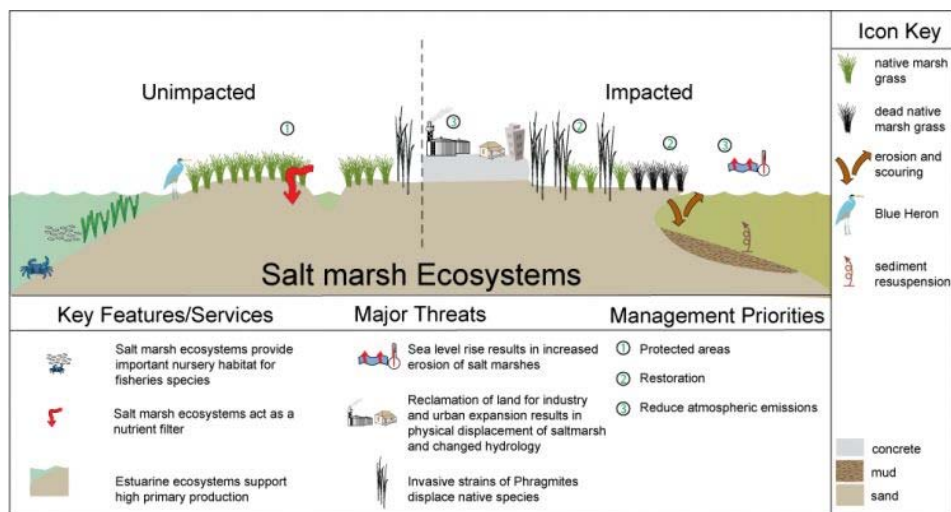 Unimpacted
Impacted
1
3
2
2
3
Salt marsh Ecosystems
Icon Key
native marsh
grass
dead native
marsh grass
erosion and
scouring
Blue Heron
sediment
resuspension
concrete
mud
sand
Key Features/Services
Salt marsh ecosystems provide
important nursery habitat for
fisheries species
Salt marsh ecosystems act as a
nutrient filter
Estuarine ecosystems support
high primary production
Major Threats
Sea level rise results in increased
erosion of salt marshes
Reclamation of land for industry
and urban expansion results in
physical displacement of saltmarsh
and changed hydrology
Invasive strains of Phragmites
displace native species
Management Priorities
1 Protected areas
2 Restoration
3 Reduce atmospheric emissions